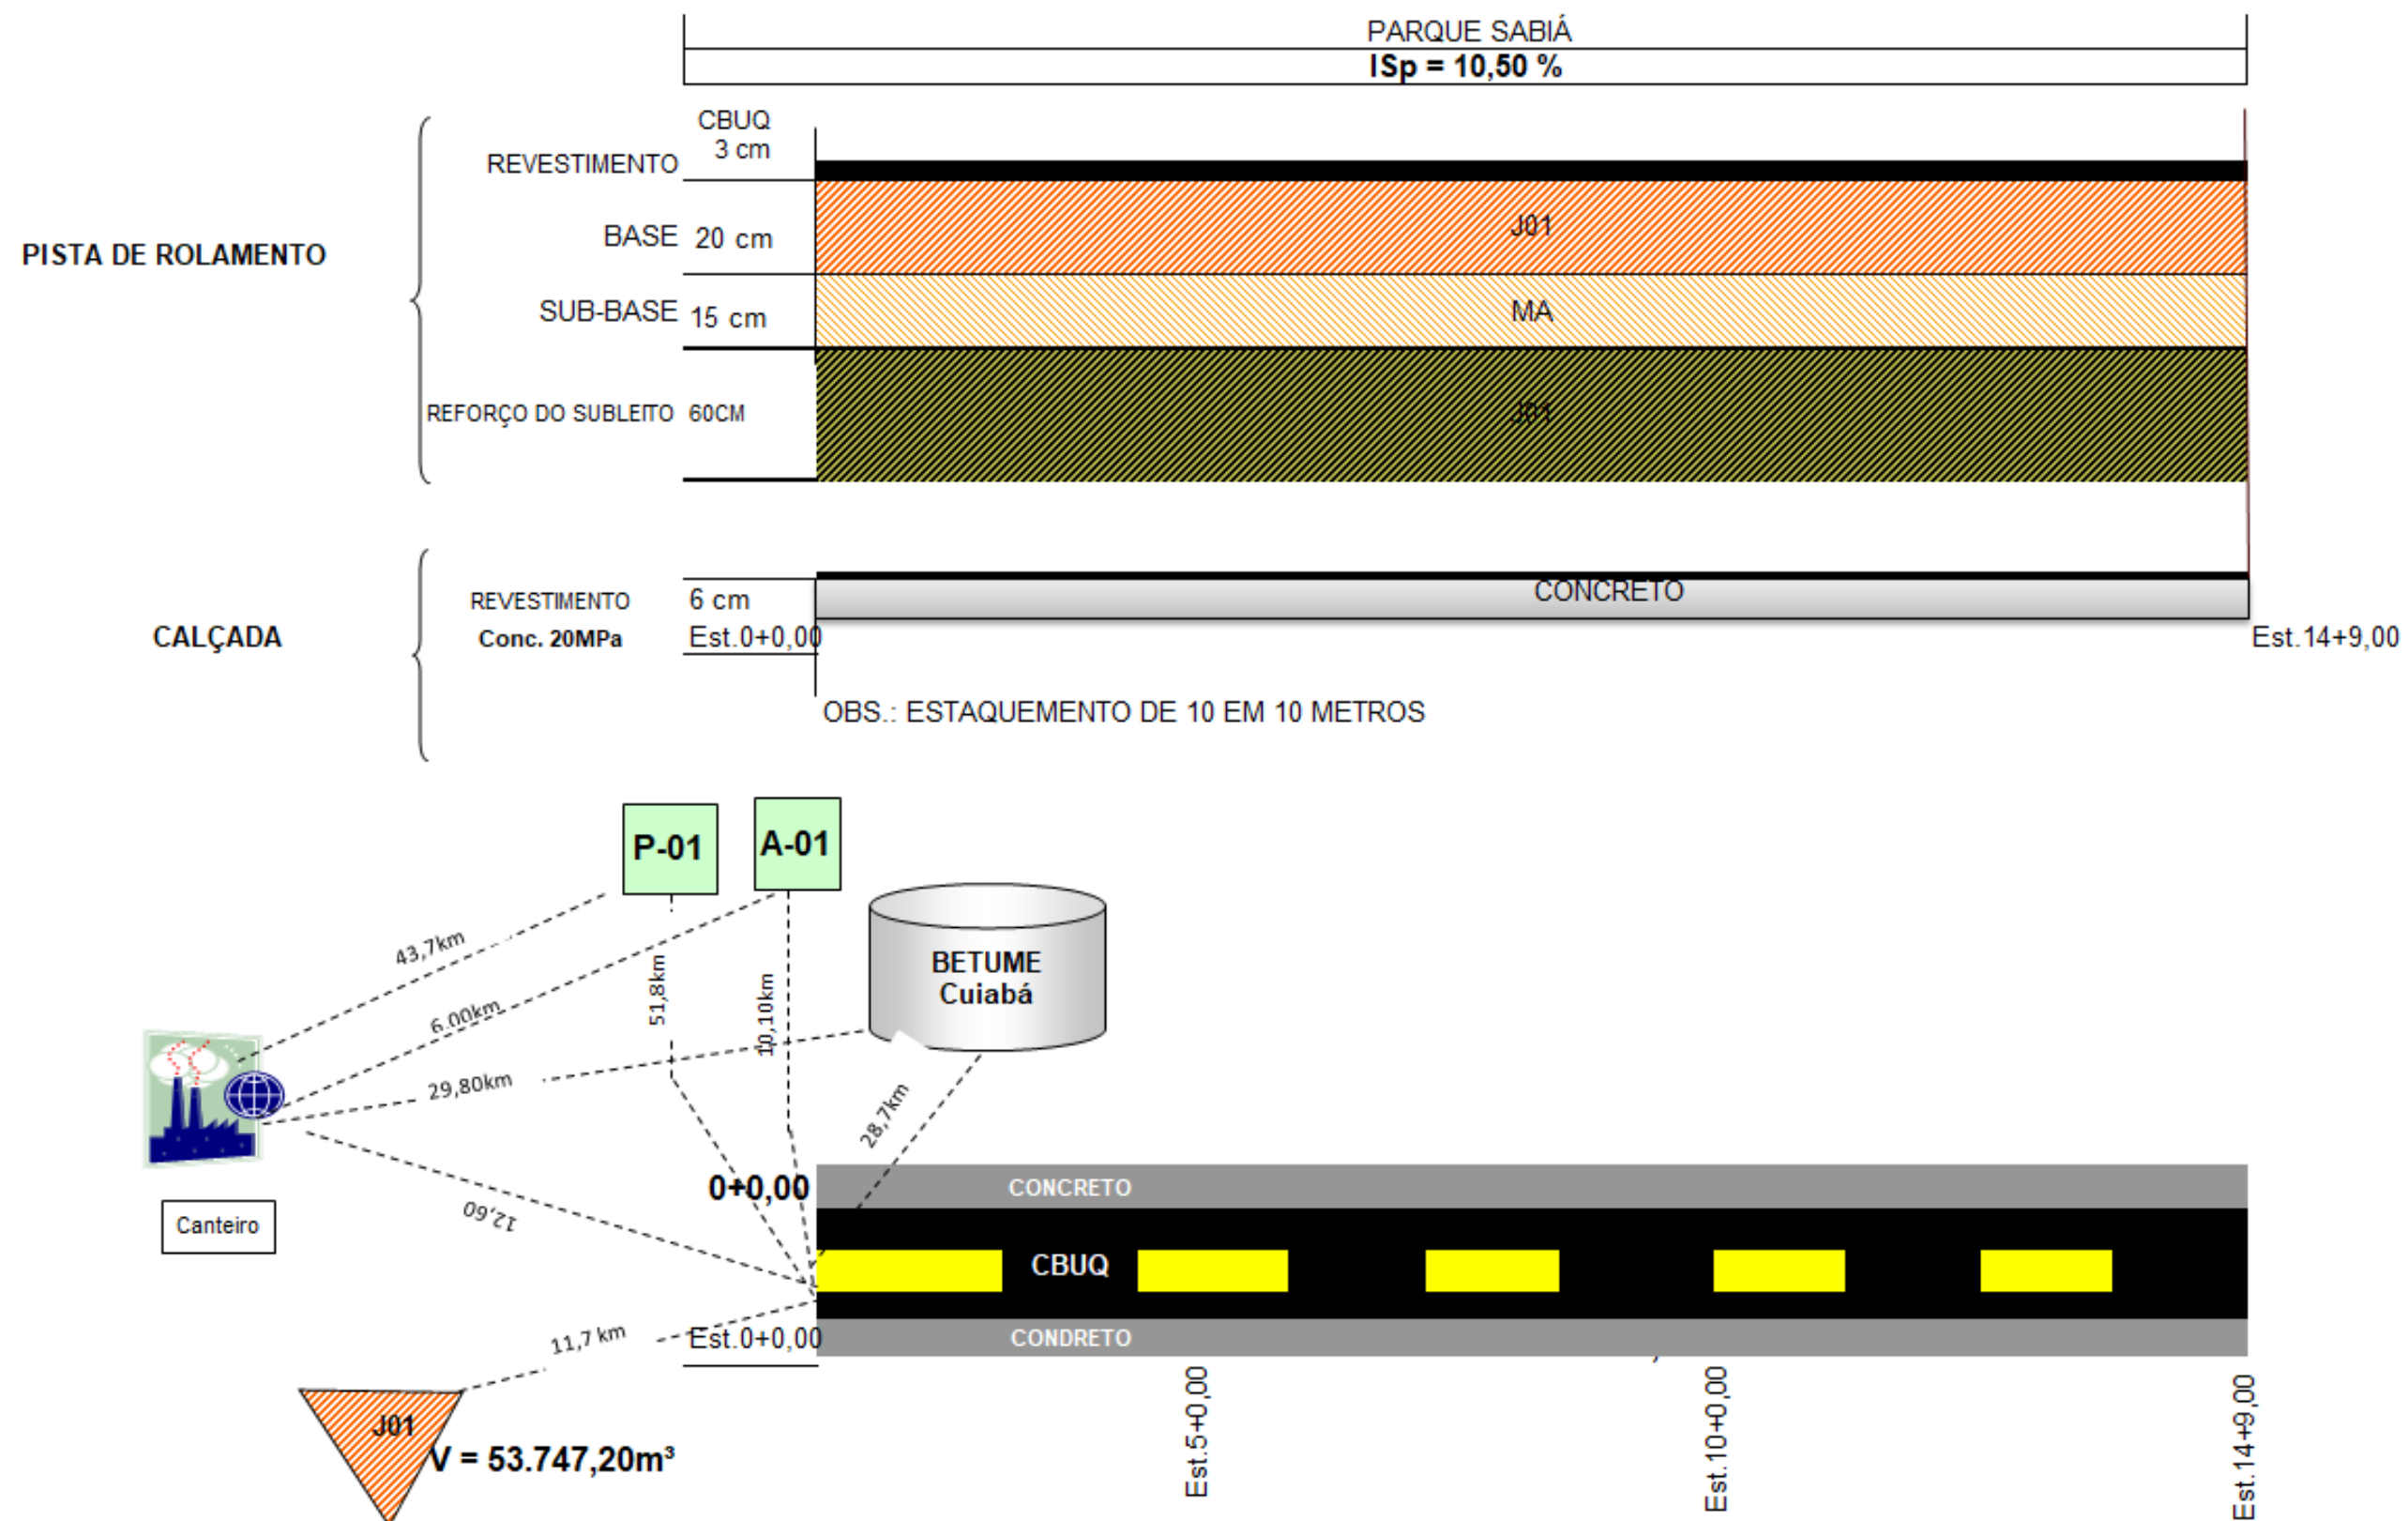 PARQUE SABIÁ
ISp = 10,50 %
CBUQ
3 cm
REVESTIMENTO
J01
BASE 20 cm
PISTA DE ROLAMENTO
SUB-BASE 15 cm
MA
REFORÇO DO SUBLEITO 60CM
J01
CONCRETO
REVESTIMENTO 6 cm
CALÇADA
Conc. 20MPa
Est.0+0,00
Est.14+9,00
OBS.: ESTAQUEMENTO DE 10 EM 10 METROS
P-01
A-01
43,7km
6.00km
51,8km
10,10km
BETUME
Cuiabá
29,80km
28,7km
0+0,00
CONCRETO
12,60
Canteiro
CBUQ
11,7 km
Est.0+0,00
CONDRETO
J01
V = 53.747,20m³
Est.5+0,00
Est.10+0,00
Est.14+9,00